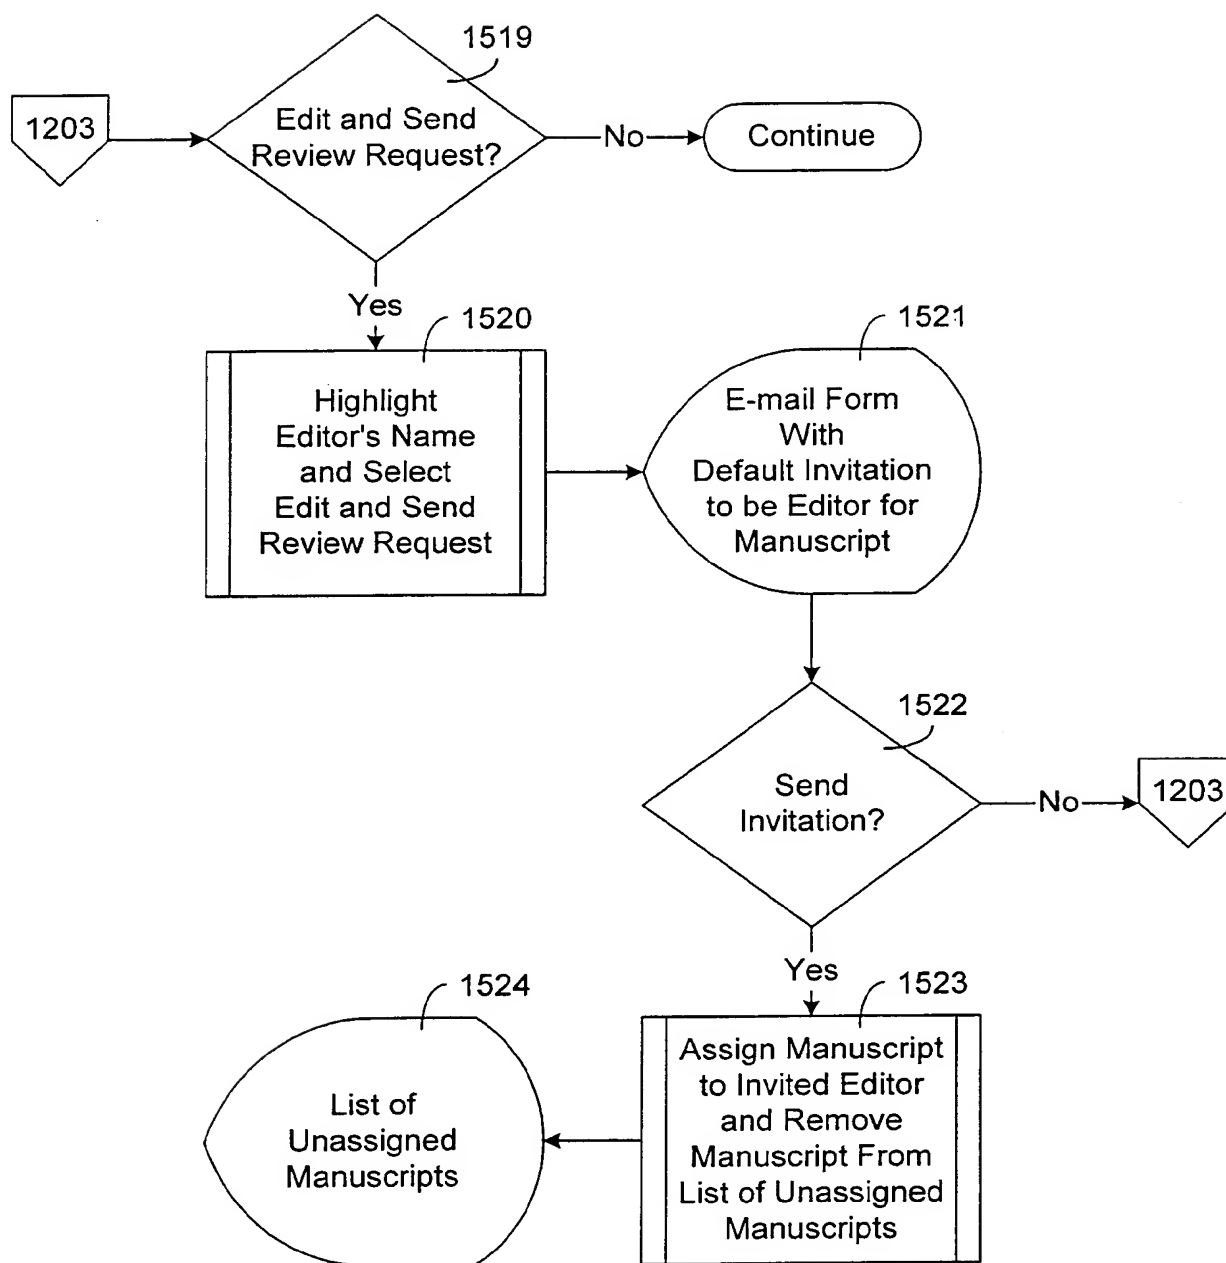 1519
1203
Edit and Send
Review Request?
No
Continue
Yes
1520
Highlight
Editor's Name
and Select
Edit and Send
Review Request
1521
E-mail Form
With
Default Invitation
to be Editor for
Manuscript
1522
Send
Invitation?
No
1203
Yes
1523
Assign Manuscript
to Invited Editor
and Remove
Manuscript From
List of Unassigned
Manuscripts
1524
List of
Unassigned
Manuscripts